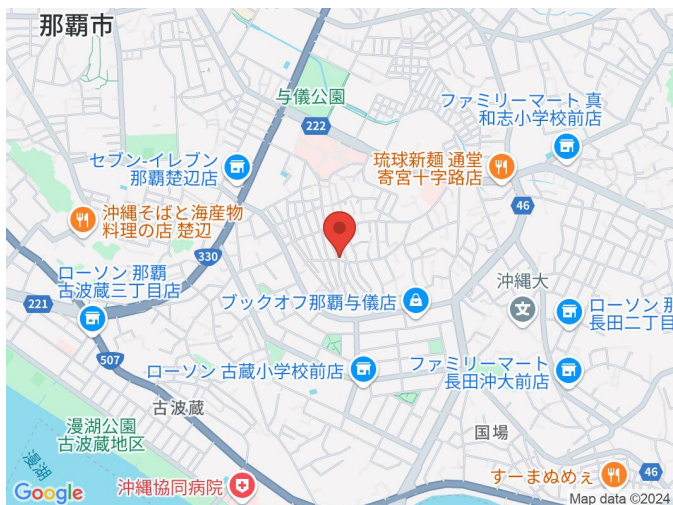 那覇市
与儀公園
222
ファミリーマート 真
和志小学校前店
セブン-イレブン
那覇楚辺店
琉球新麺 通堂
寄宮十字路店
46
沖縄そばと海産物
料理の店 楚辺
330
ローソン 那覇
古波蔵三丁目店
221
沖縄大
ブックオフ那覇与儀店
ローソン 那
長田二丁目
507
ローソン 古蔵小学校前店
ファミリーマート
長田沖大前店
古波蔵
漫湖公園
古波蔵地区
国場
漫湖
すーまぬめぇ
46
沖縄協同病院
Google
Map data ©2024